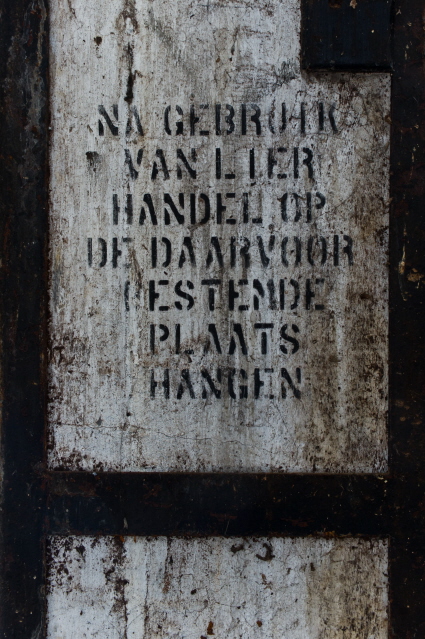 NA GEBRUIK
VAN LIER
HANDEL OP
DE DAARVOOR
BESTEMDE
PLAATS
HANGEN